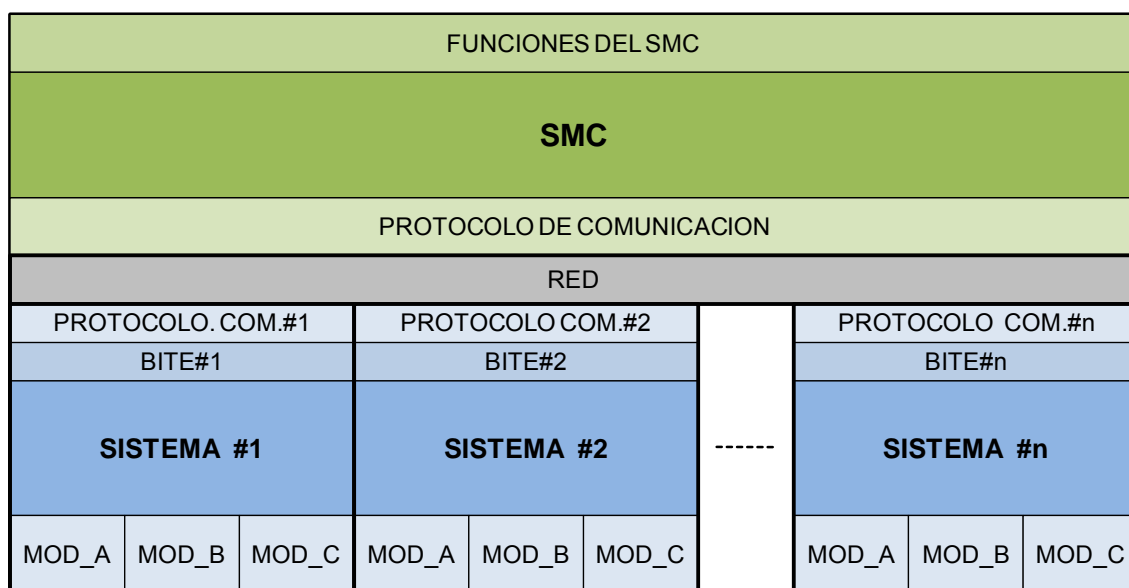 FUNCIONES DEL SMC
SMC
PROTOCOLO DE COMUNICACION
RED
PROTOCOLO. COM.#1
PROTOCOLO COM.#2
PROTOCOLO COM.#n
BITE#1
BITE#2
BITE#n
SISTEMA #1
SISTEMA #2
------
SISTEMA #n
MOD_A
MOD_B
MOD_C
MOD_A
MOD_B
MOD_C
MOD_A
MOD_B
MOD_C